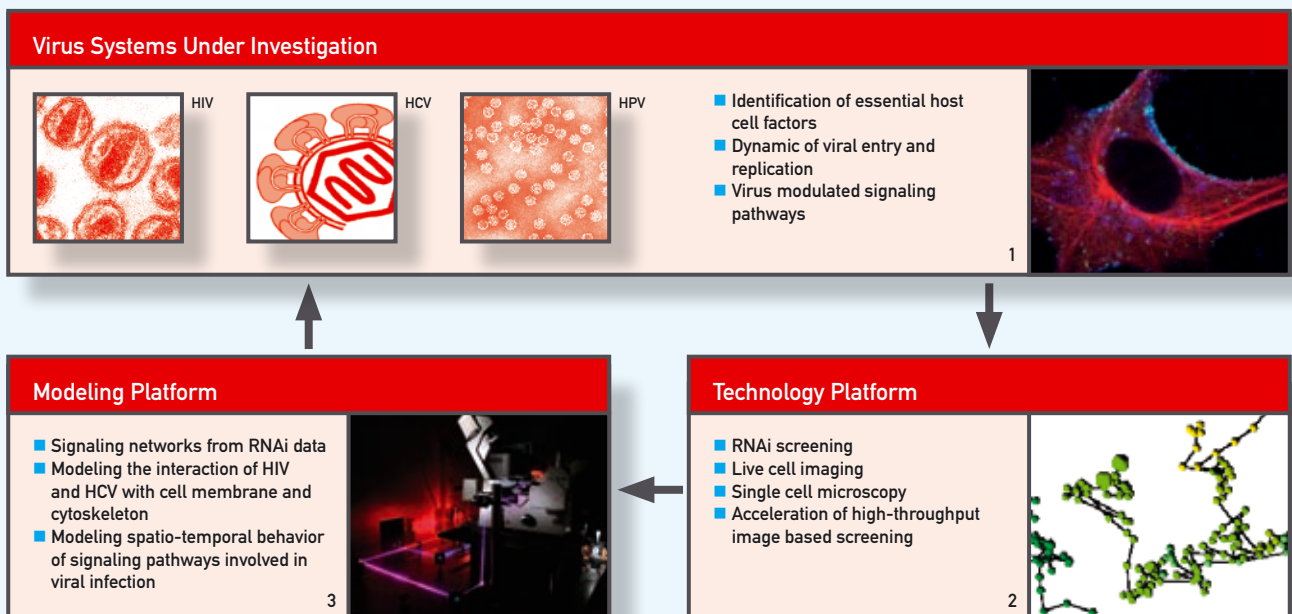 Virus Systems Under Investigation
HIV
HCV
HPV
Identification of essential host
cell factors
Dynamic of viral entry and
replication
Virus modulated signaling
pathways
1
Modeling Platform
Signaling networks from RNAi data
Modeling the interaction of HIV
and HCV with cell membrane and
cytoskeleton
Modeling spatio-temporal behavior
of signaling pathways involved in
viral infection
3
Technology Platform
RNAi screening
Live cell imaging
Single cell microscopy
Acceleration of high-throughput
image based screening
2